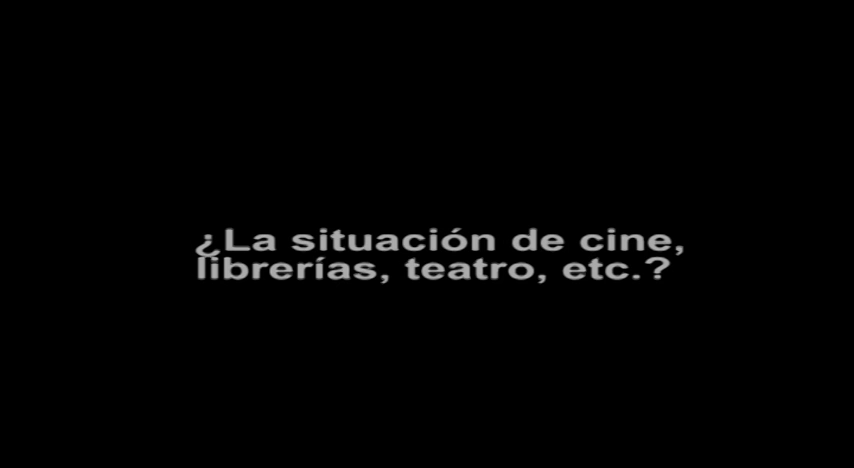 ¿La situación de cine,
librerías, teatro, etc.?